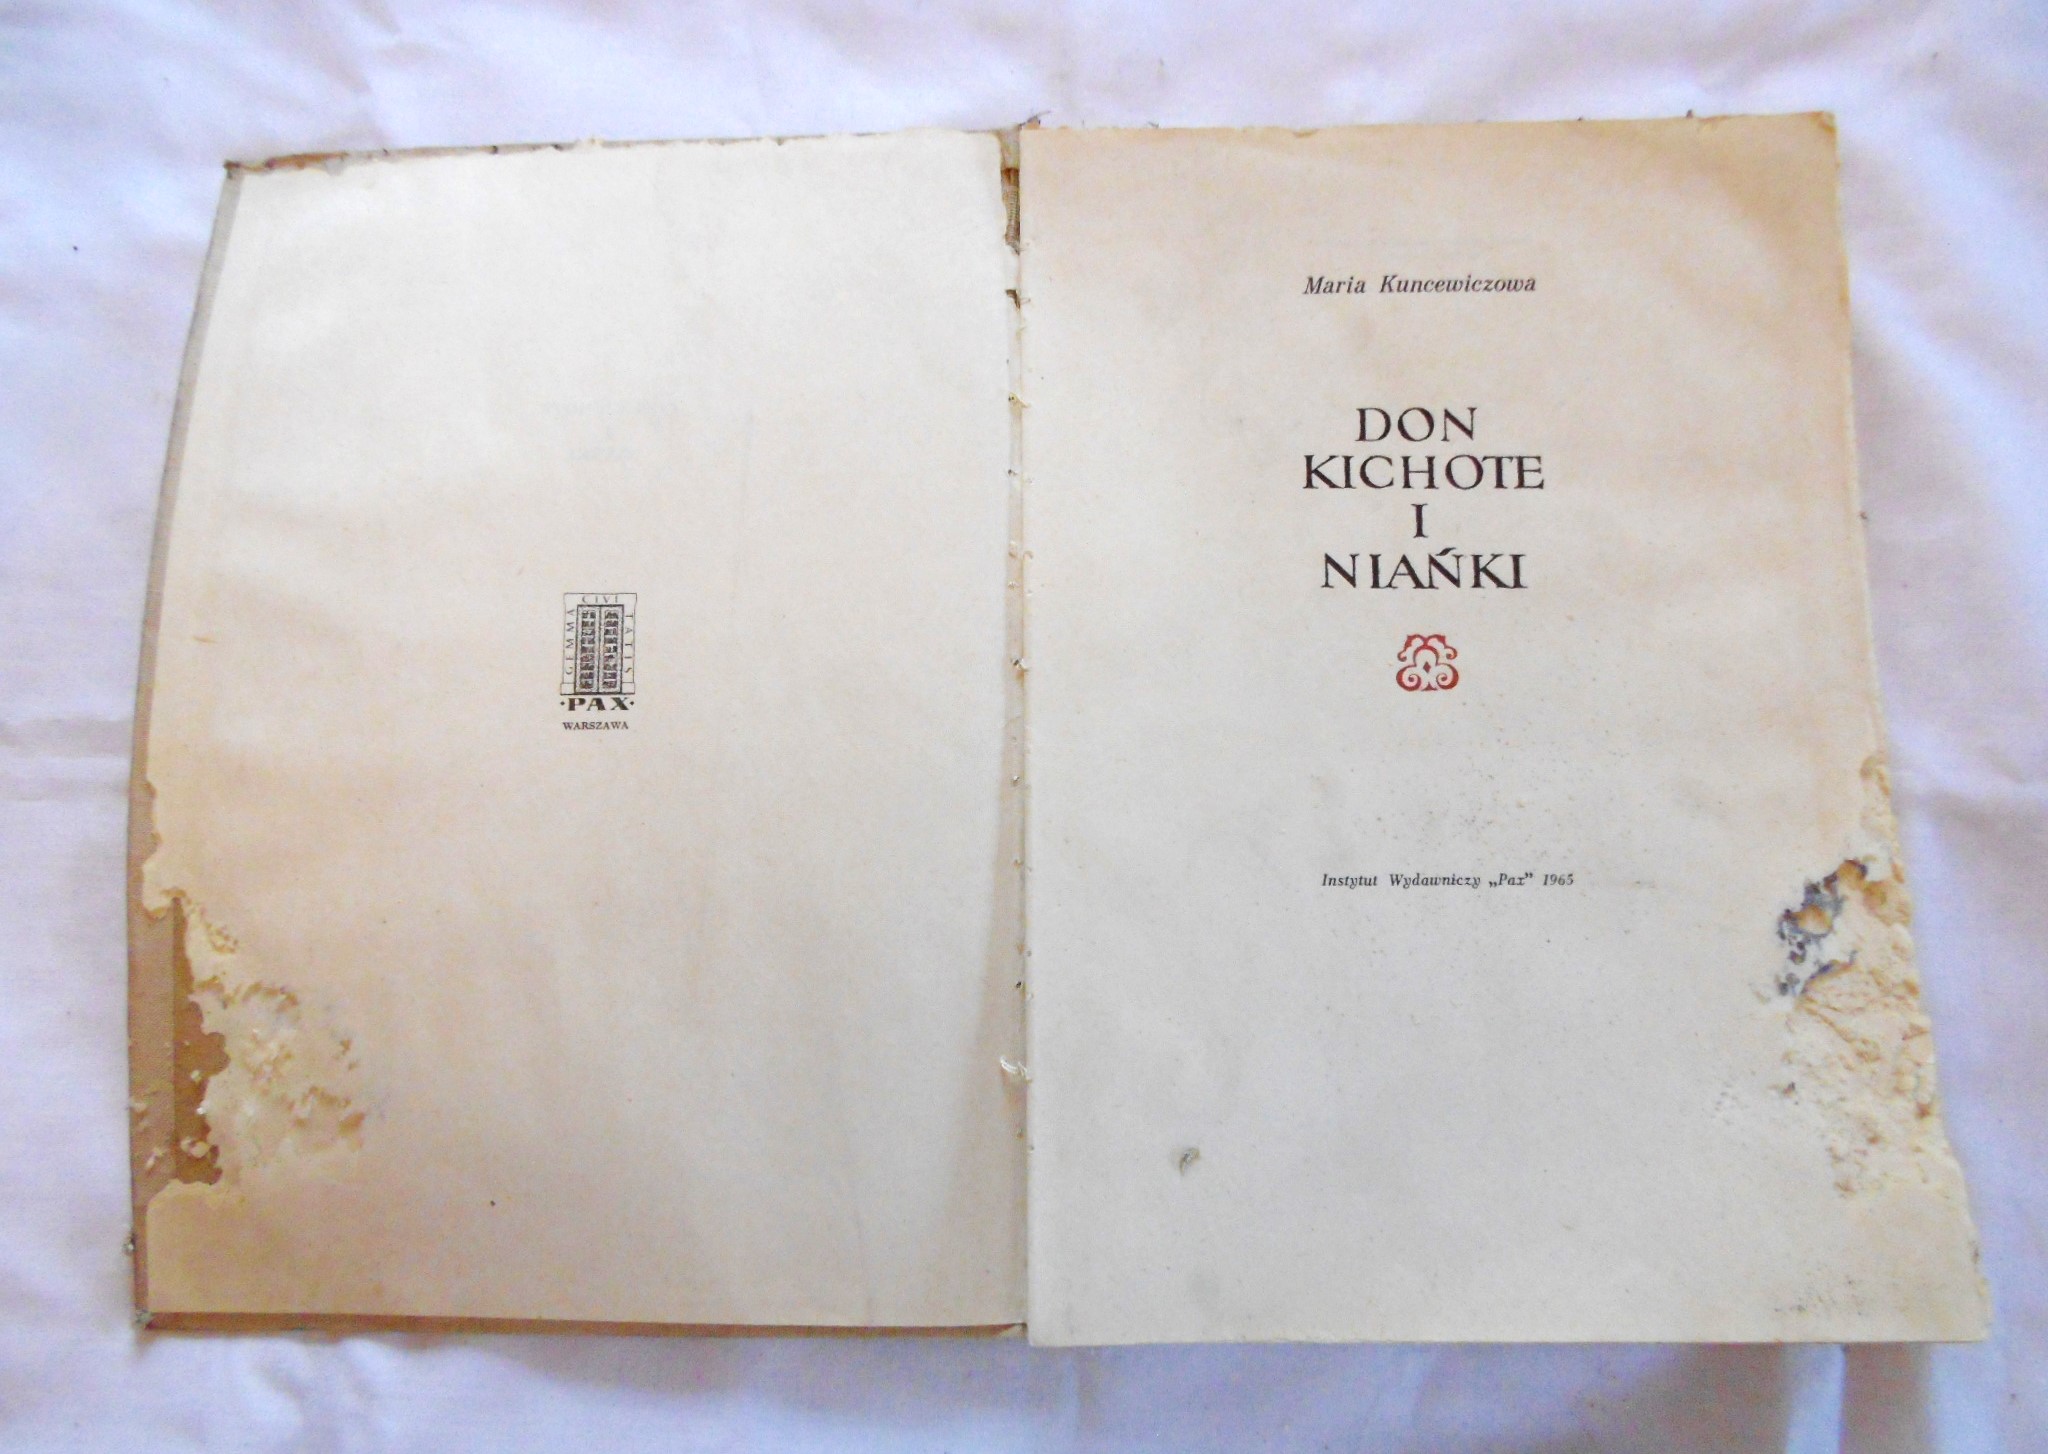 GEMMA CIVITATIS
·PAX·
WARSZAWA
Maria Kuncewiczowa
DON
KICHOTE
I
NIAŃKI
Instytut Wydawniczy „Pax” 1965